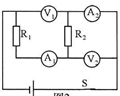 V₁ A₂
R₁ R₂
A₁ V₂
S